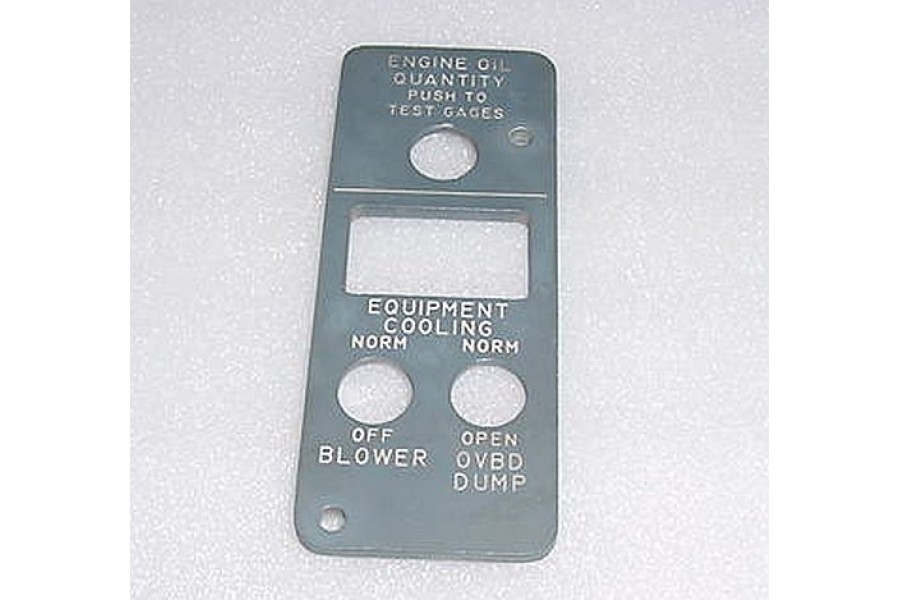 ENGINE OIL
QUANTITY
PUSH TO
TEST GAGES
EQUIPMENT
COOLING
NORM NORM
OFF OPEN
BLOWER OVBD
DUMP